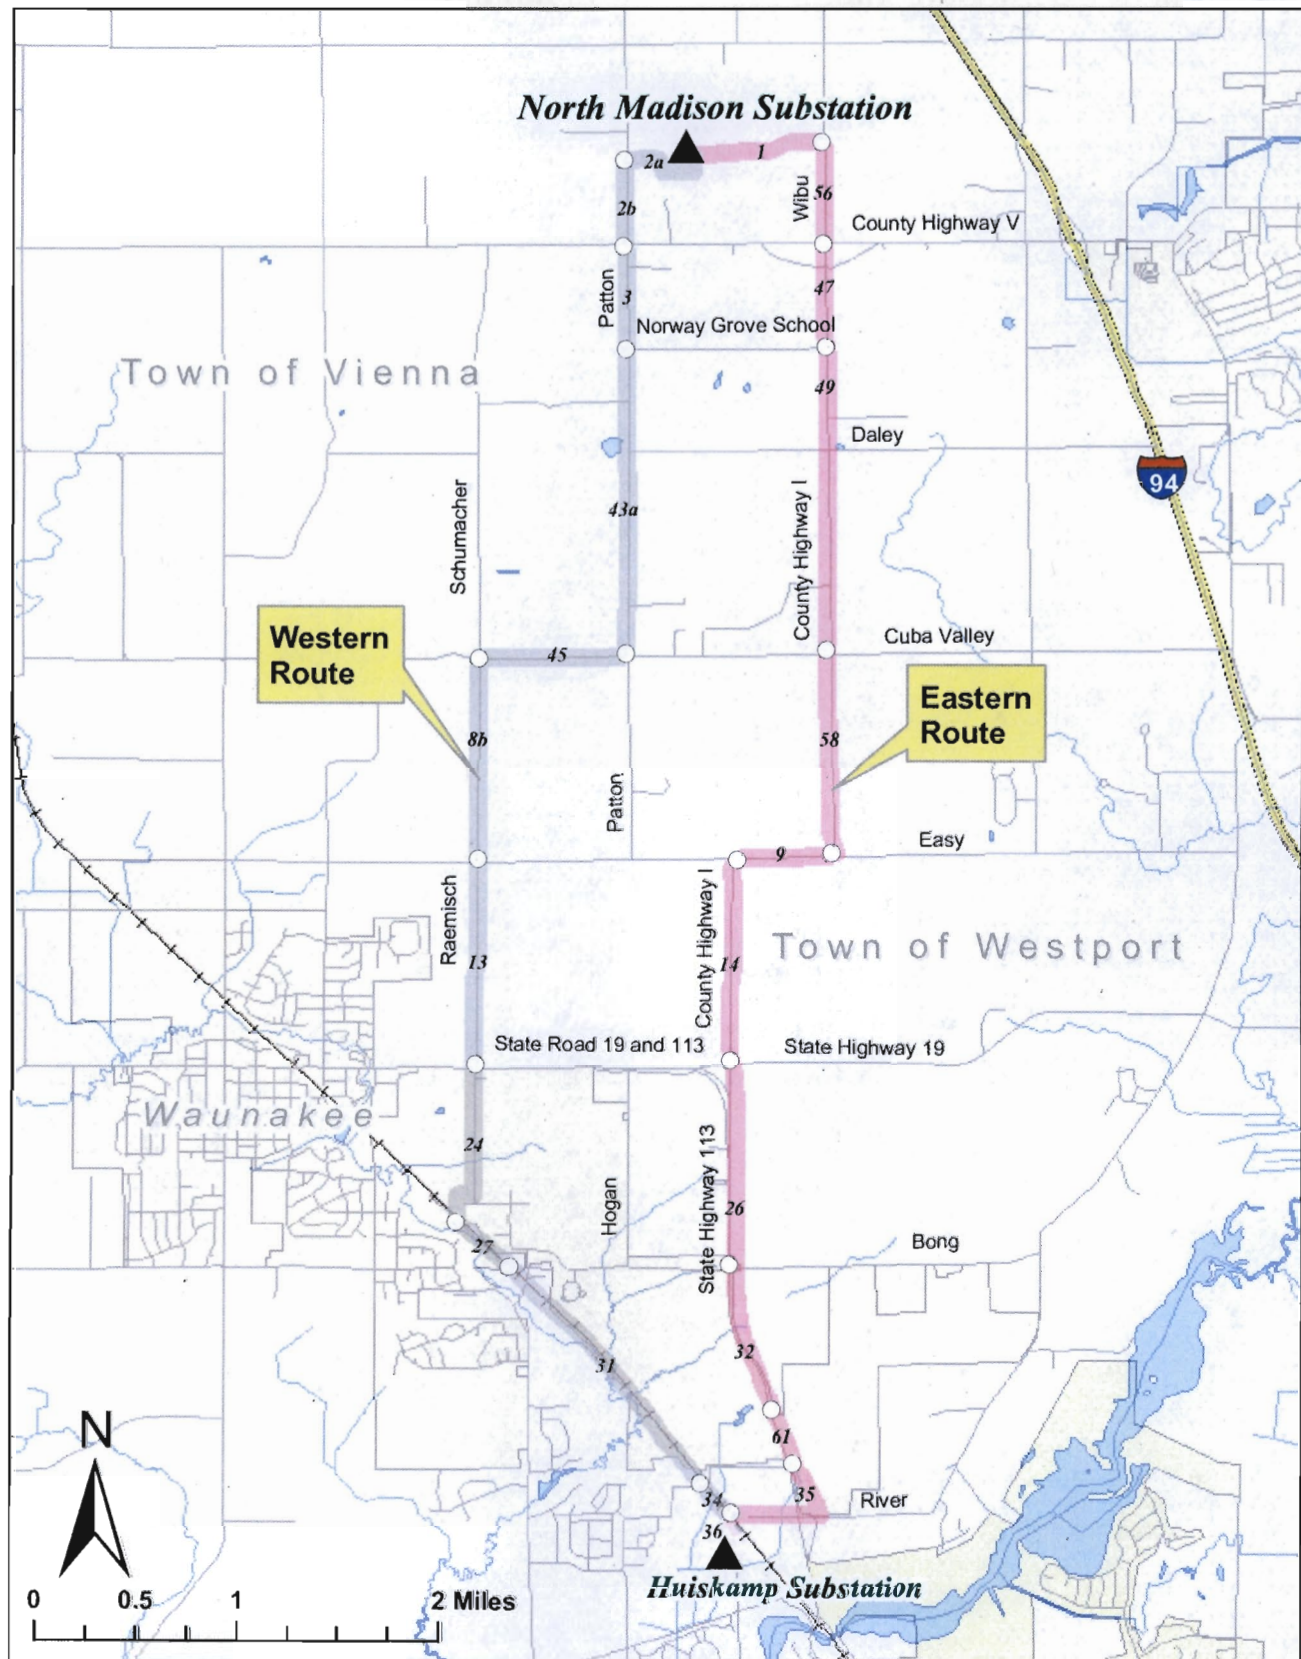 North Madison Substation
2a
1
Wibu
56
2b
County Highway V
Patton
3
47
Norway Grove School
Town of Vienna
49
Daley
94
Schumacher
43a
County Highway I
Western
Route
45
Cuba Valley
Eastern
Route
8b
58
Patton
9
Easy
Raemisch
13
County Highway I
14
Town of Westport
State Road 19 and 113
State Highway 19
Waunakee
24
State Highway 113
Hogan
26
27
Bong
31
32
N
61
34
35
River
36
Huiskamp Substation
0 0.5 1 2 Miles